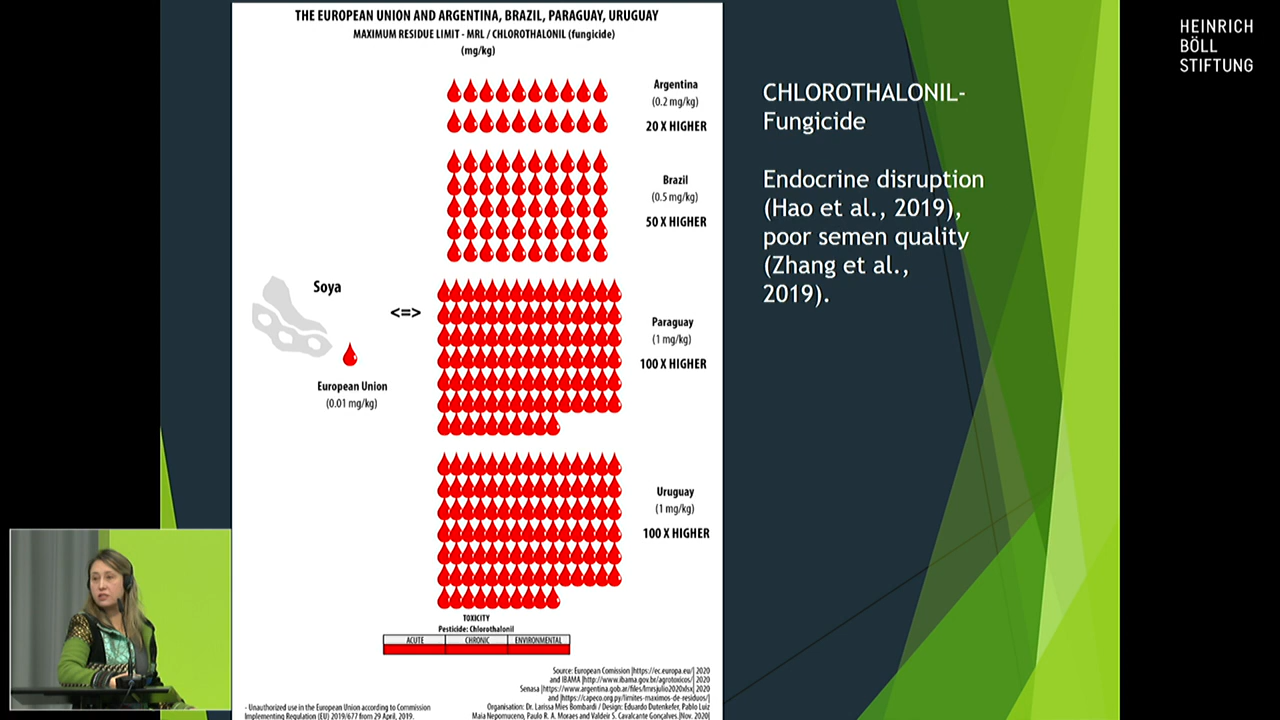 THE EUROPEAN UNION AND ARGENTINA, BRAZIL, PARAGUAY, URUGUAY
MAXIMUM RESIDUE LIMIT - MRL / CHLOROTHALONIL (fungicide)
(mg/kg)
Argentina
(0.2 mg/kg)
20 X HIGHER
Brazil
(0.5 mg/kg)
50 X HIGHER
Soya
<=>
European Union
(0.01 mg/kg)
Paraguay
(1 mg/kg)
100 X HIGHER
Uruguay
(1 mg/kg)
100 X HIGHER
TOXICITY
Pesticide: Chlorothalonil
ACUTE CHRONIC ENVIRONMENTAL
Source: European Comission |https://ec.europa.eu/| 2020
and IBAMA |http://www.ibama.gov.br/agrotoxicos/| 2020
Senasa |https://www.argentina.gob.ar/files/lmrsjulio2020xlsx| 2020
and |https://capeco.org.py/limites-maximos-de-residuos/|
Organisation: Dr. Larissa Mies Bombardi / Design: Eduardo Dutenkefer, Pablo Luiz
Maia Nepomuceno, Paulo R. A. Moraes and Valdeir S. Cavalcante Gonçalves.|Nov. 2020|
- Unauthorized use in the European Union according to Commission
Implementing Regulation (EU) 2019/677 from 29 April, 2019.
CHLOROTHALONIL-
Fungicide
Endocrine disruption
(Hao et al., 2019),
poor semen quality
(Zhang et al.,
2019).
HEINRICH
BÖLL
STIFTUNG